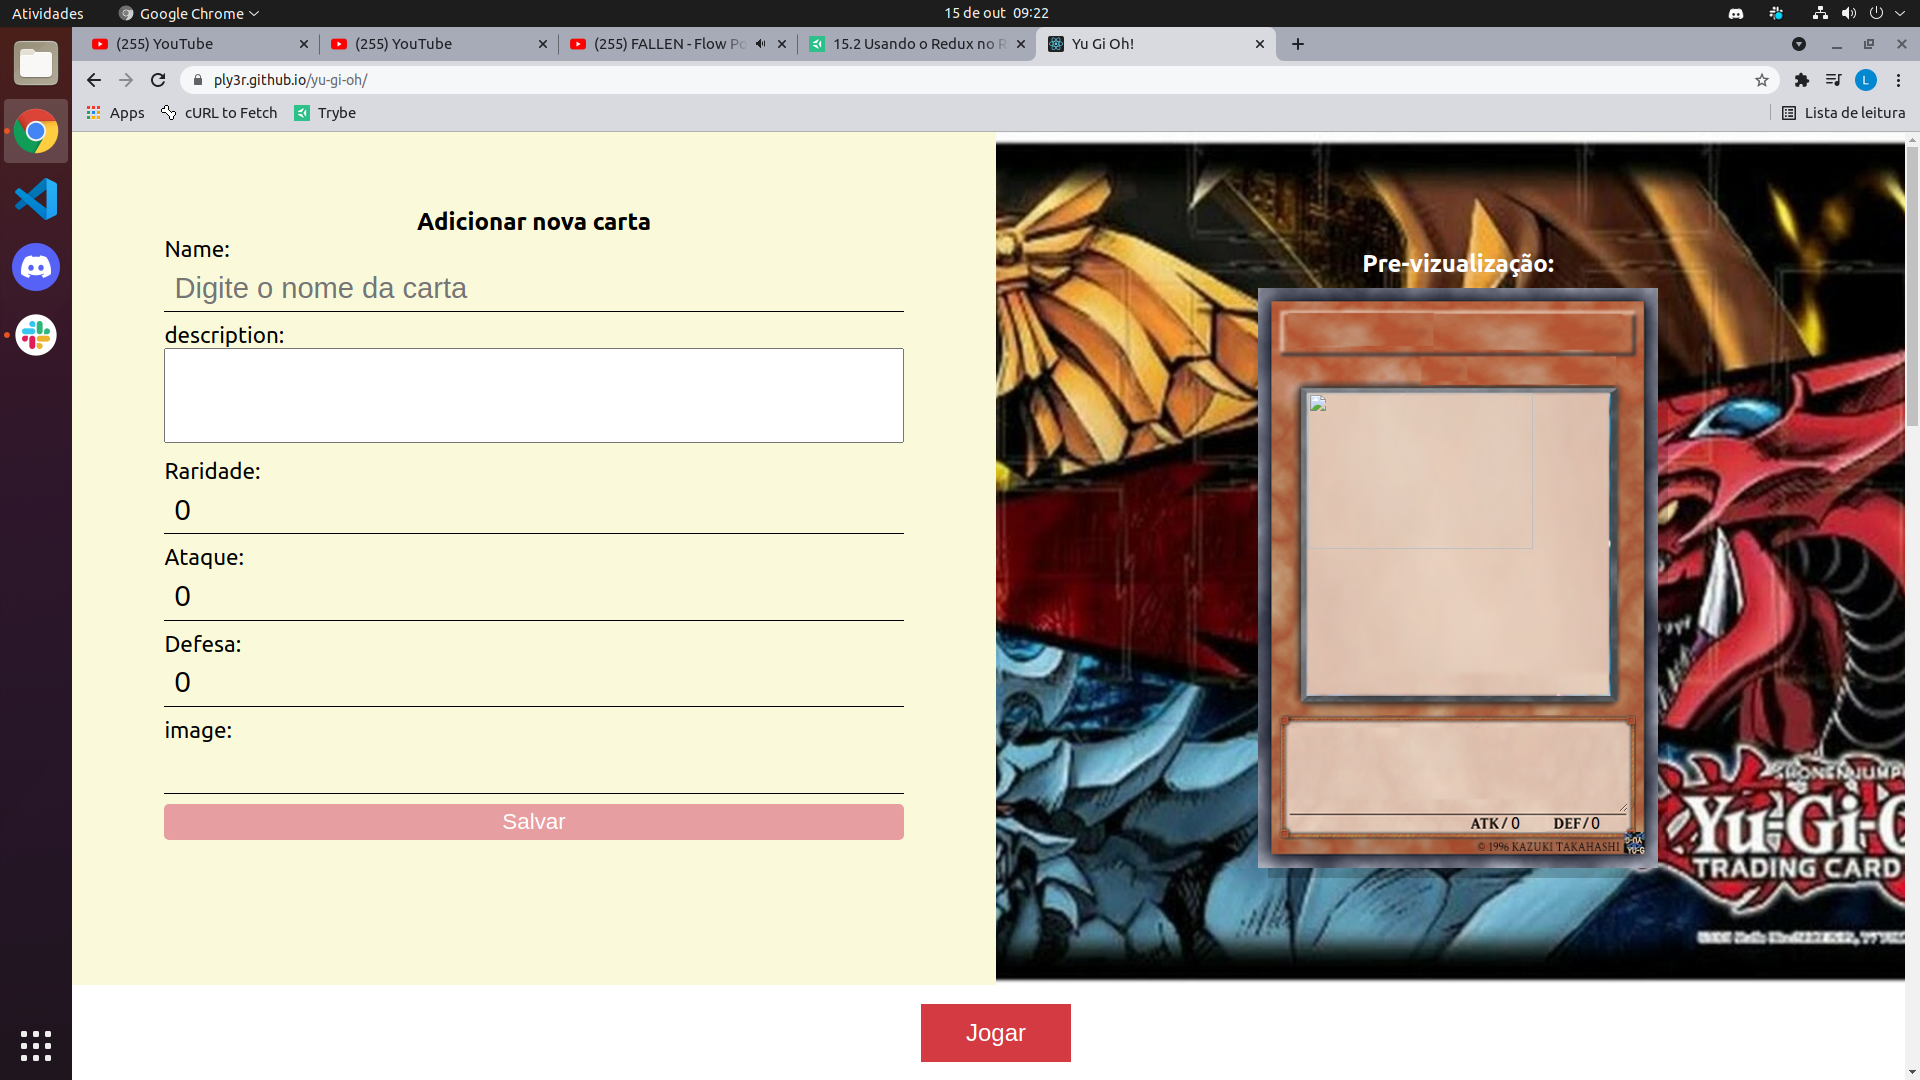 Atividades
Google Chrome
15 de out 09:22
(255) YouTube
(255) YouTube
(255) FALLEN - Flow Po
15.2 Usando o Redux no R
Yu Gi Oh!
ply3r.github.io/yu-gi-oh/
L
Apps
cURL to Fetch
Trybe
Lista de leitura
Adicionar nova carta
Name:
Digite o nome da carta
description:
Raridade:
0
Ataque:
0
Defesa:
0
image:
Salvar
Pre-vizualização:
ATK/ 0 DEF/ 0
© 1996 KAZUKI TAKAHASHI
SHONEN JUMP
Yu-Gi-O
TRADING CARD
Jogar